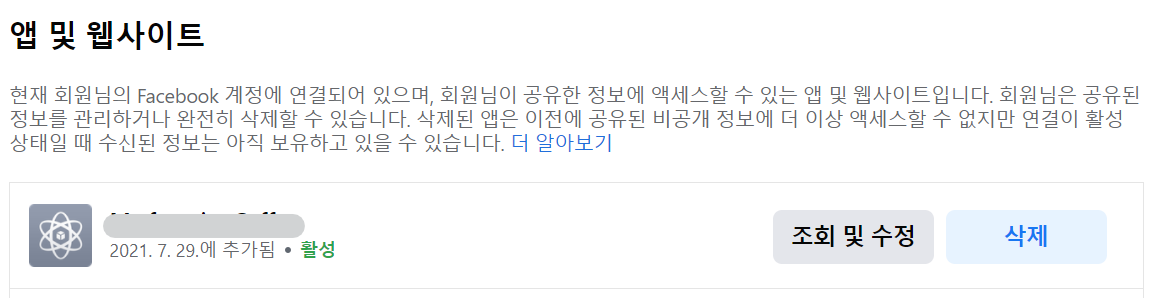 앱 및 웹사이트
현재 회원님의 Facebook 계정에 연결되어 있으며, 회원님이 공유한 정보에 액세스할 수 있는 앱 및 웹사이트입니다. 회원님은 공유된
정보를 관리하거나 완전히 삭제할 수 있습니다. 삭제된 앱은 이전에 공유된 비공개 정보에 더 이상 액세스할 수 없지만 연결이 활성
상태일 때 수신된 정보는 아직 보유하고 있을 수 있습니다. 더 알아보기
2021. 7. 29.에 추가됨 • 활성
조회 및 수정
삭제